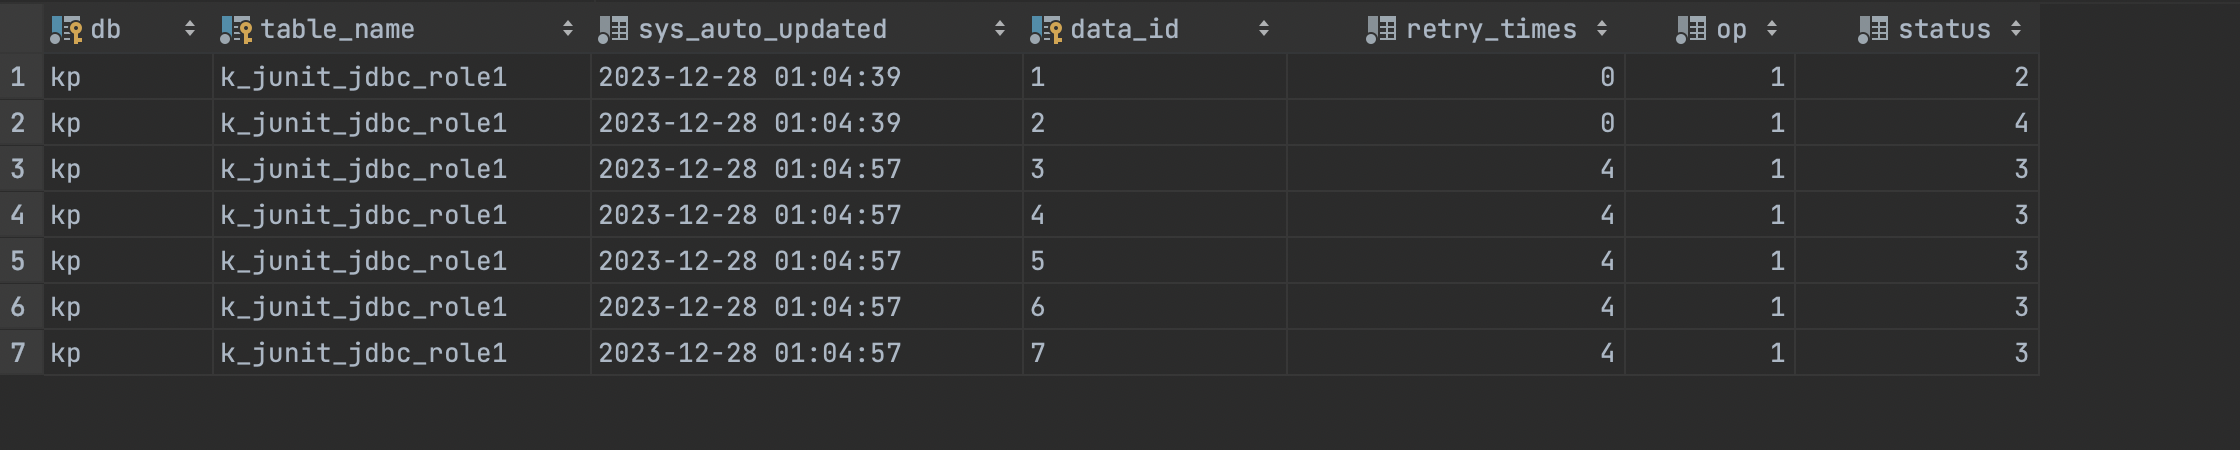 db table_name sys_auto_updated data_id retry_times op status
1 kp k_junit_jdbc_role1 2023-12-28 01:04:39 1 0 1 2
2 kp k_junit_jdbc_role1 2023-12-28 01:04:39 2 0 1 4
3 kp k_junit_jdbc_role1 2023-12-28 01:04:57 3 4 1 3
4 kp k_junit_jdbc_role1 2023-12-28 01:04:57 4 4 1 3
5 kp k_junit_jdbc_role1 2023-12-28 01:04:57 5 4 1 3
6 kp k_junit_jdbc_role1 2023-12-28 01:04:57 6 4 1 3
7 kp k_junit_jdbc_role1 2023-12-28 01:04:57 7 4 1 3